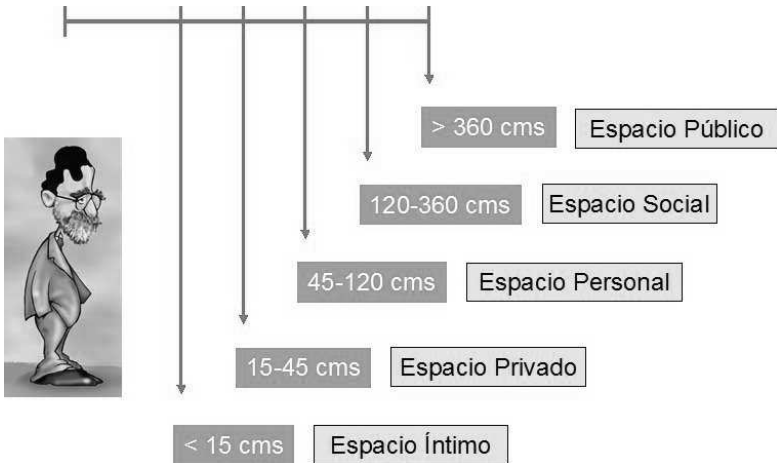 > 360 cms Espacio Público
120-360 cms Espacio Social
45-120 cms Espacio Personal
15-45 cms Espacio Privado
< 15 cms Espacio Íntimo